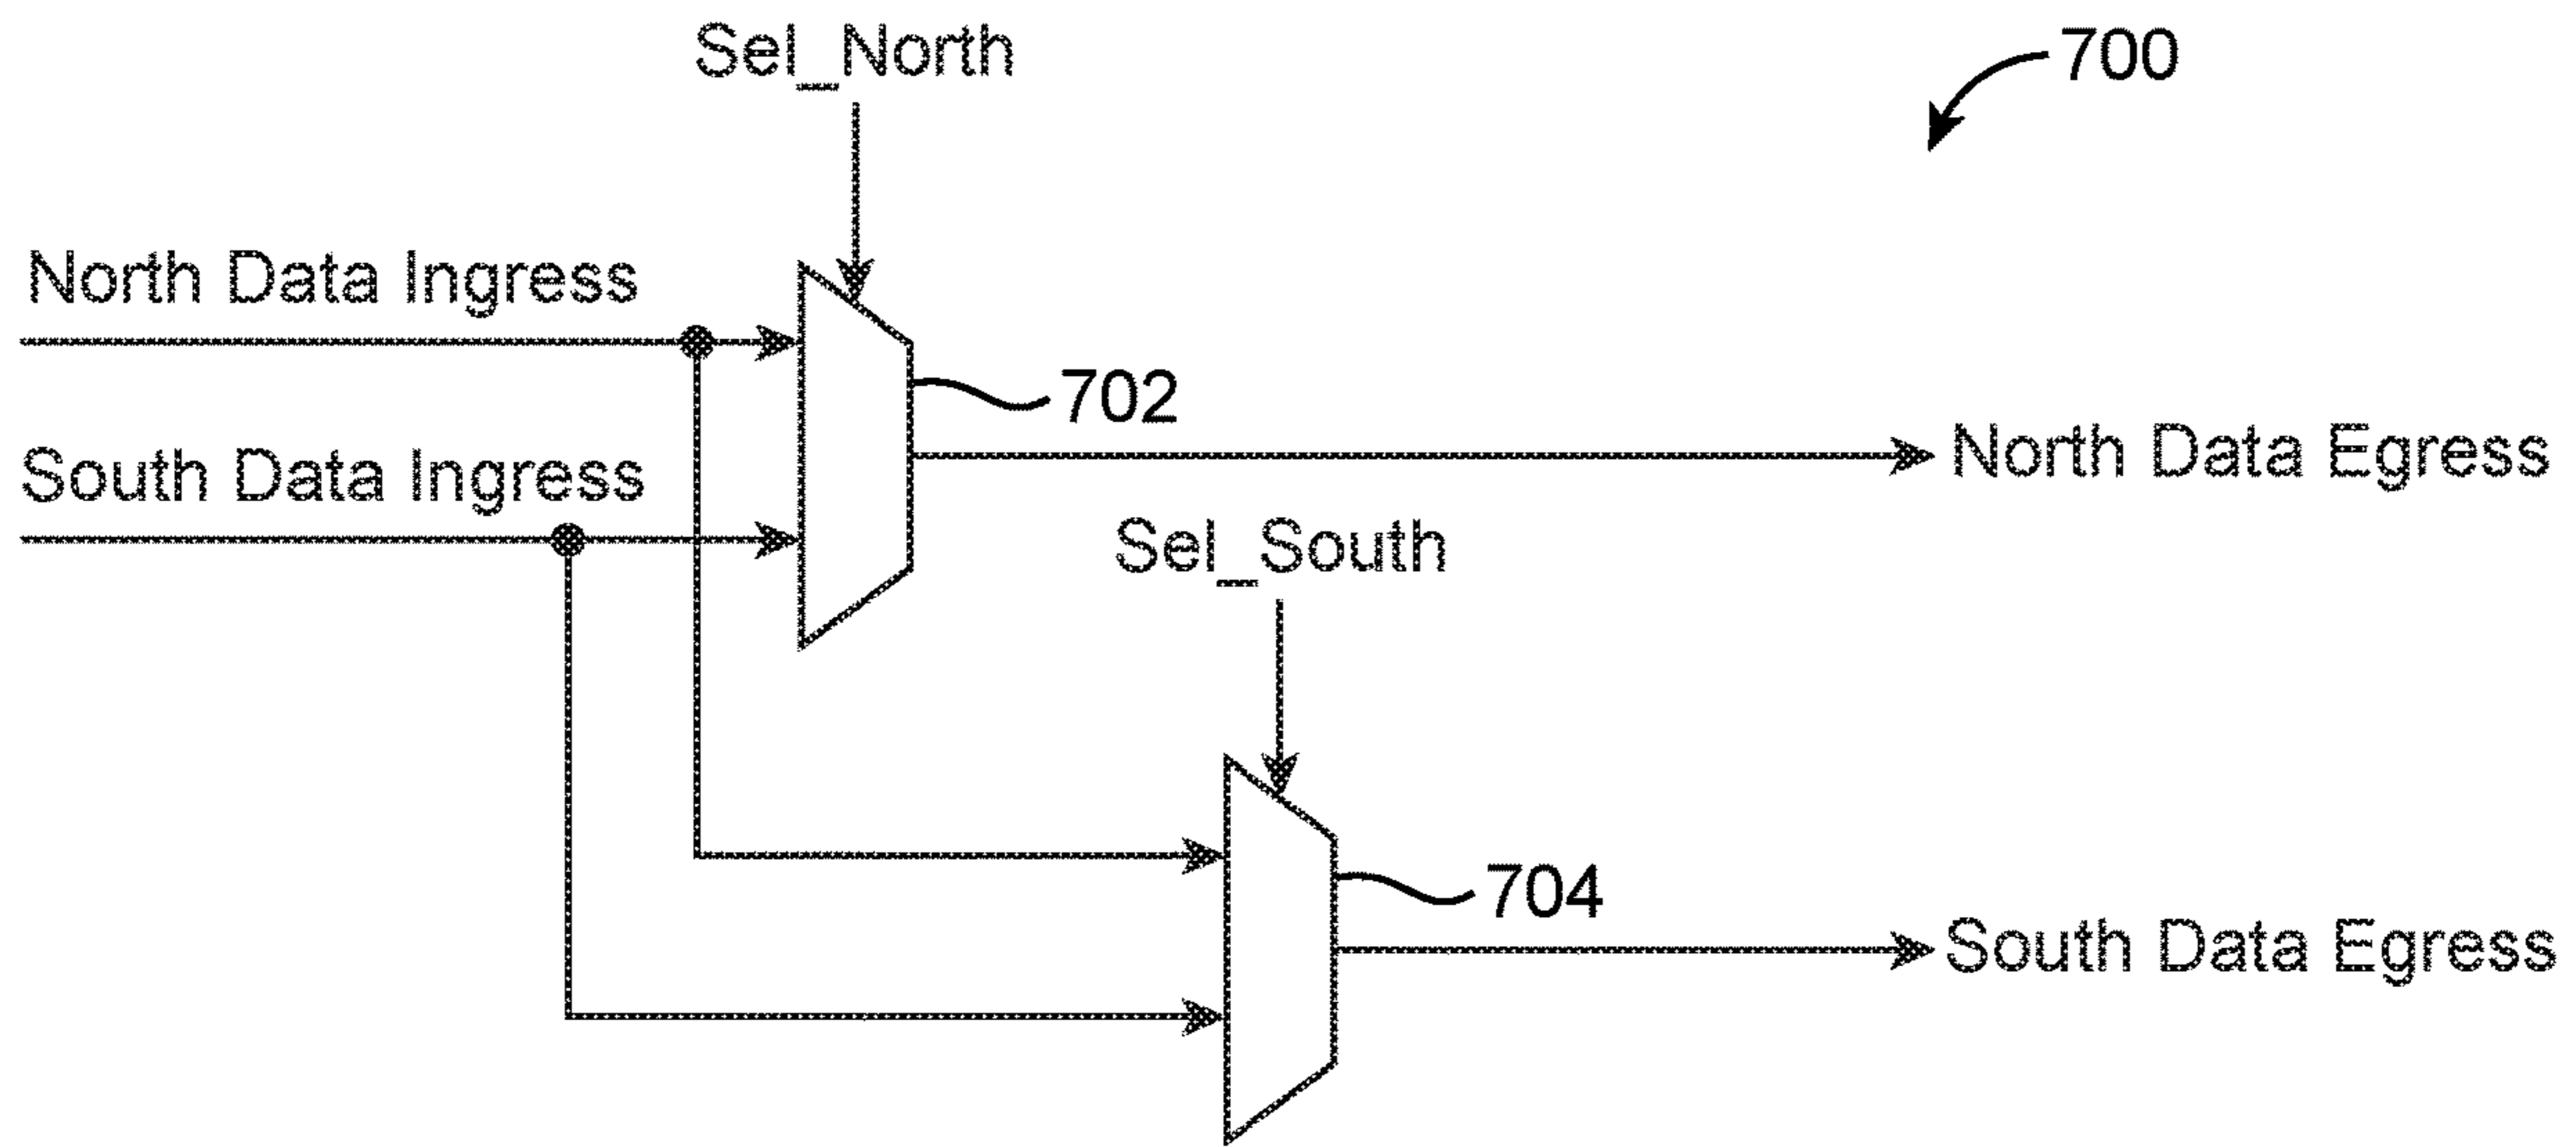 Sel_North
700
North Data Ingress
702
South Data Ingress
North Data Egress
Sel_South
704
South Data Egress